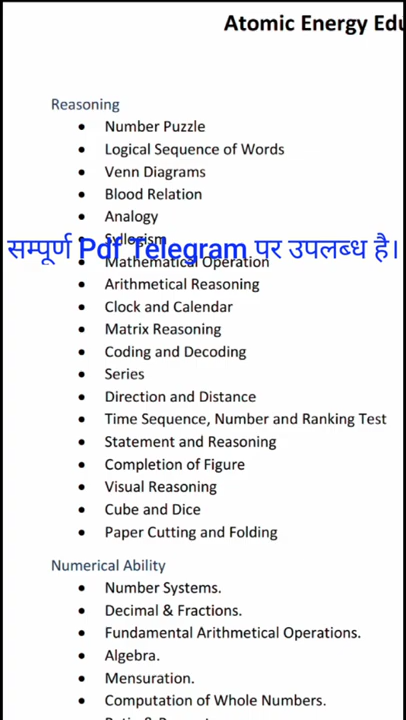 Atomic Energy Edu
Reasoning
• Number Puzzle
• Logical Sequence of Words
• Venn Diagrams
• Blood Relation
• Analogy
• Syllogism
सम्पूर्ण Pdf Telegram पर उपलब्ध है।
• Mathematical Operation
• Arithmetical Reasoning
• Clock and Calendar
• Matrix Reasoning
• Coding and Decoding
• Series
• Direction and Distance
• Time Sequence, Number and Ranking Test
• Statement and Reasoning
• Completion of Figure
• Visual Reasoning
• Cube and Dice
• Paper Cutting and Folding
Numerical Ability
• Number Systems.
• Decimal & Fractions.
• Fundamental Arithmetical Operations.
• Algebra.
• Mensuration.
• Computation of Whole Numbers.